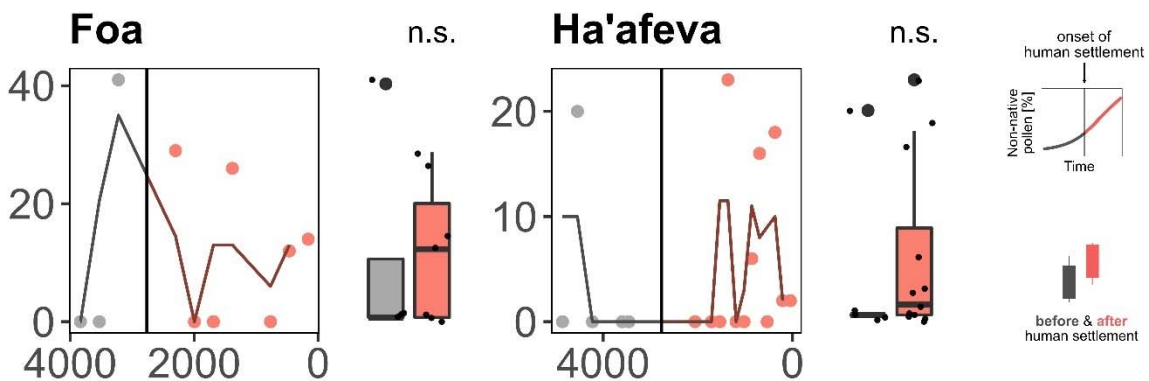 Foa
n.s.
40
20
0
4000
2000
0
Ha'afeva
n.s.
20
10
0
4000
0
onset of
human settlement
Non-native
pollen [%]
Time
before & after
human settlement